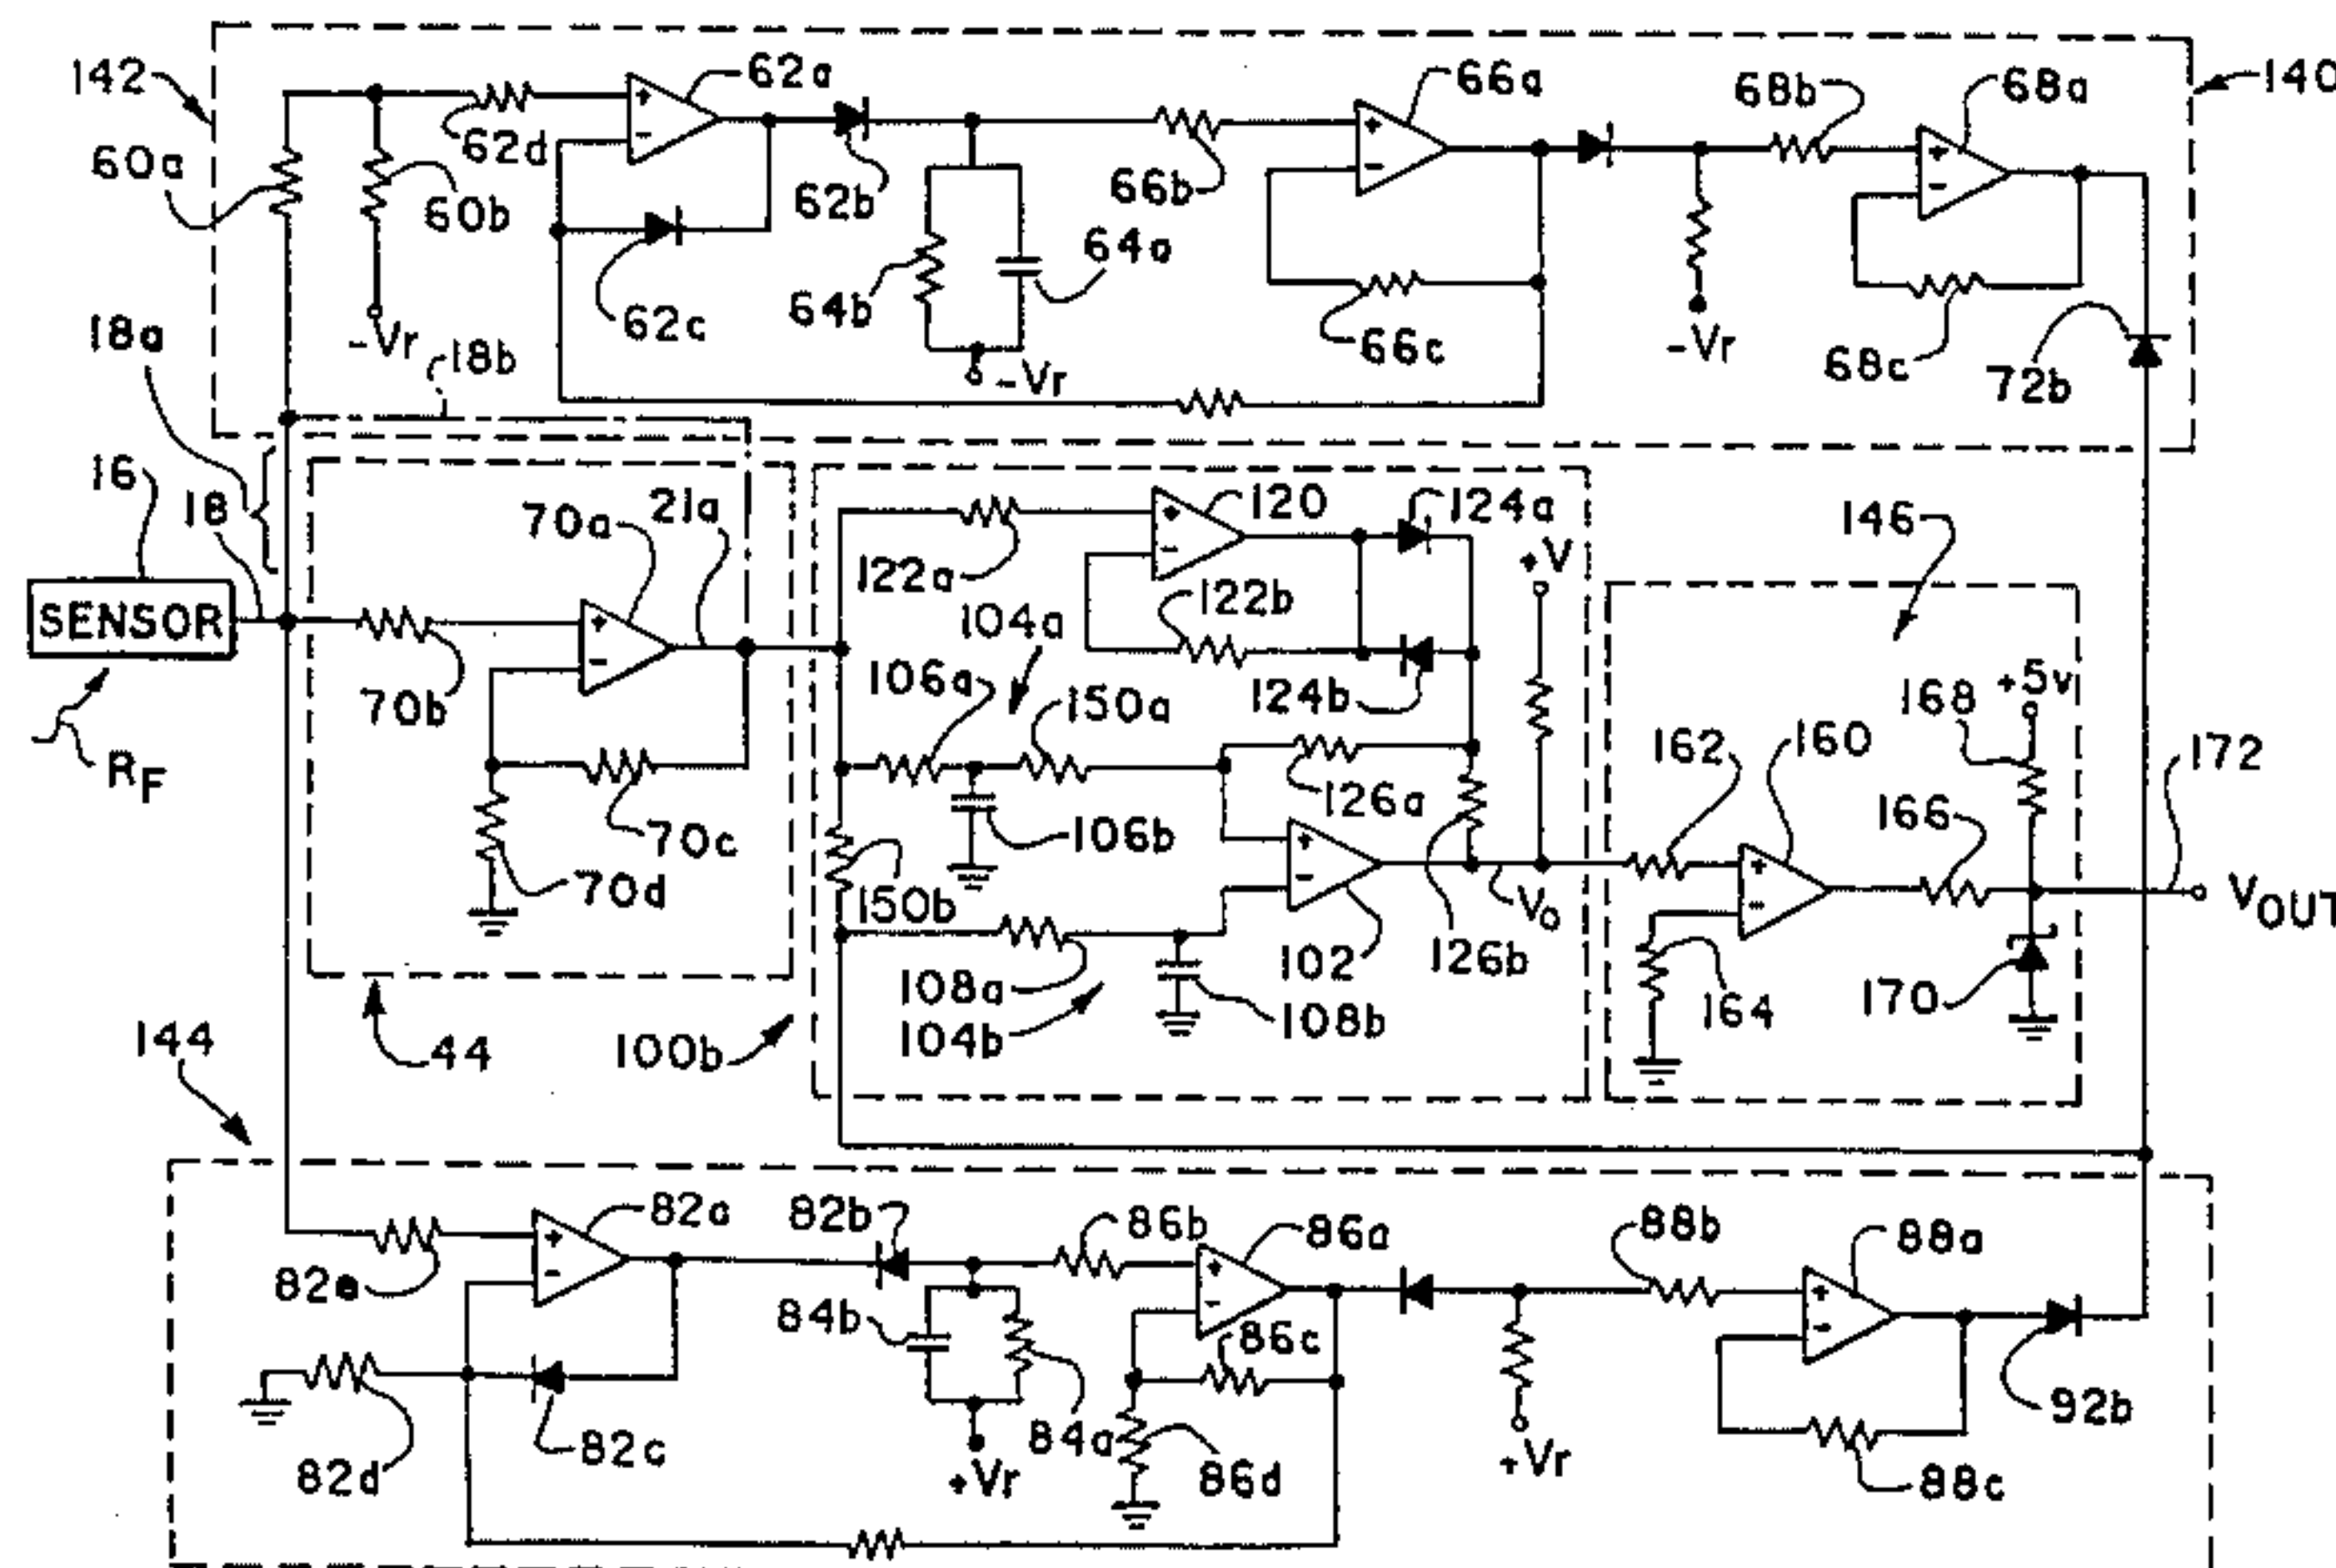 142
62a
66a
68b
68a
140
60a
62d
60b
62b
66b
64a
64b
62c
66c
68c
72b
-Vr
-Vr
-Vr
18a
18b
16
18
SENSOR
RF
70a
21a
70b
70c
70d
44
120
124a
+V
122a
122b
104a
106a
150a
124b
126a
106b
150b
102
126b
Vo
108a
108b
104b
100b
146
168
+5v
162
160
166
172
VOUT
164
170
144
82a
82b
86b
86a
88b
88a
82e
84b
86c
82c
84a
82d
+Vr
86d
+Vr
92b
88c